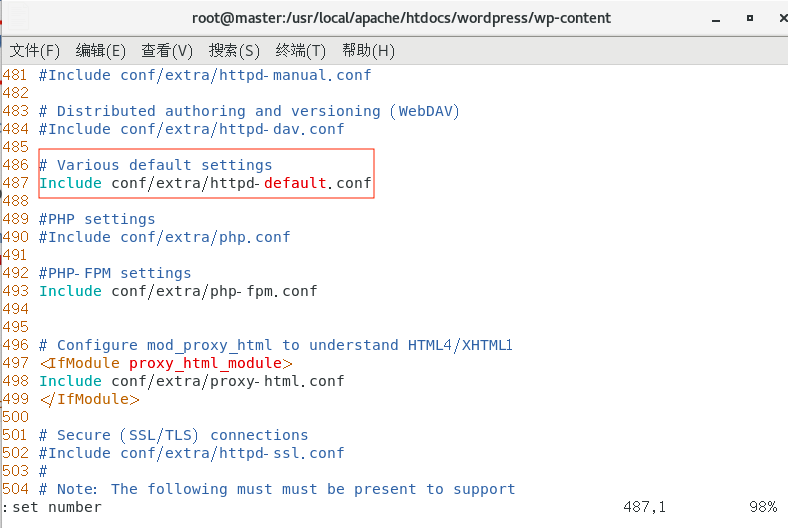 root@master:/usr/local/apache/htdocs/wordpress/wp-content
文件(F) 编辑(E) 查看(V) 搜索(S) 终端(T) 帮助(H)
481 #Include conf/extra/httpd-manual.conf
482
483 # Distributed authoring and versioning (WebDAV)
484 #Include conf/extra/httpd-dav.conf
485
486 # Various default settings
487 Include conf/extra/httpd-default.conf
488
489 #PHP settings
490 #Include conf/extra/php.conf
491
492 #PHP-FPM settings
493 Include conf/extra/php-fpm.conf
494
495
496 # Configure mod_proxy_html to understand HTML4/XHTML1
497 <IfModule proxy_html_module>
498 Include conf/extra/proxy-html.conf
499 </IfModule>
500
501 # Secure (SSL/TLS) connections
502 #Include conf/extra/httpd-ssl.conf
503 #
504 # Note: The following must must be present to support
:set number 487,1 98%